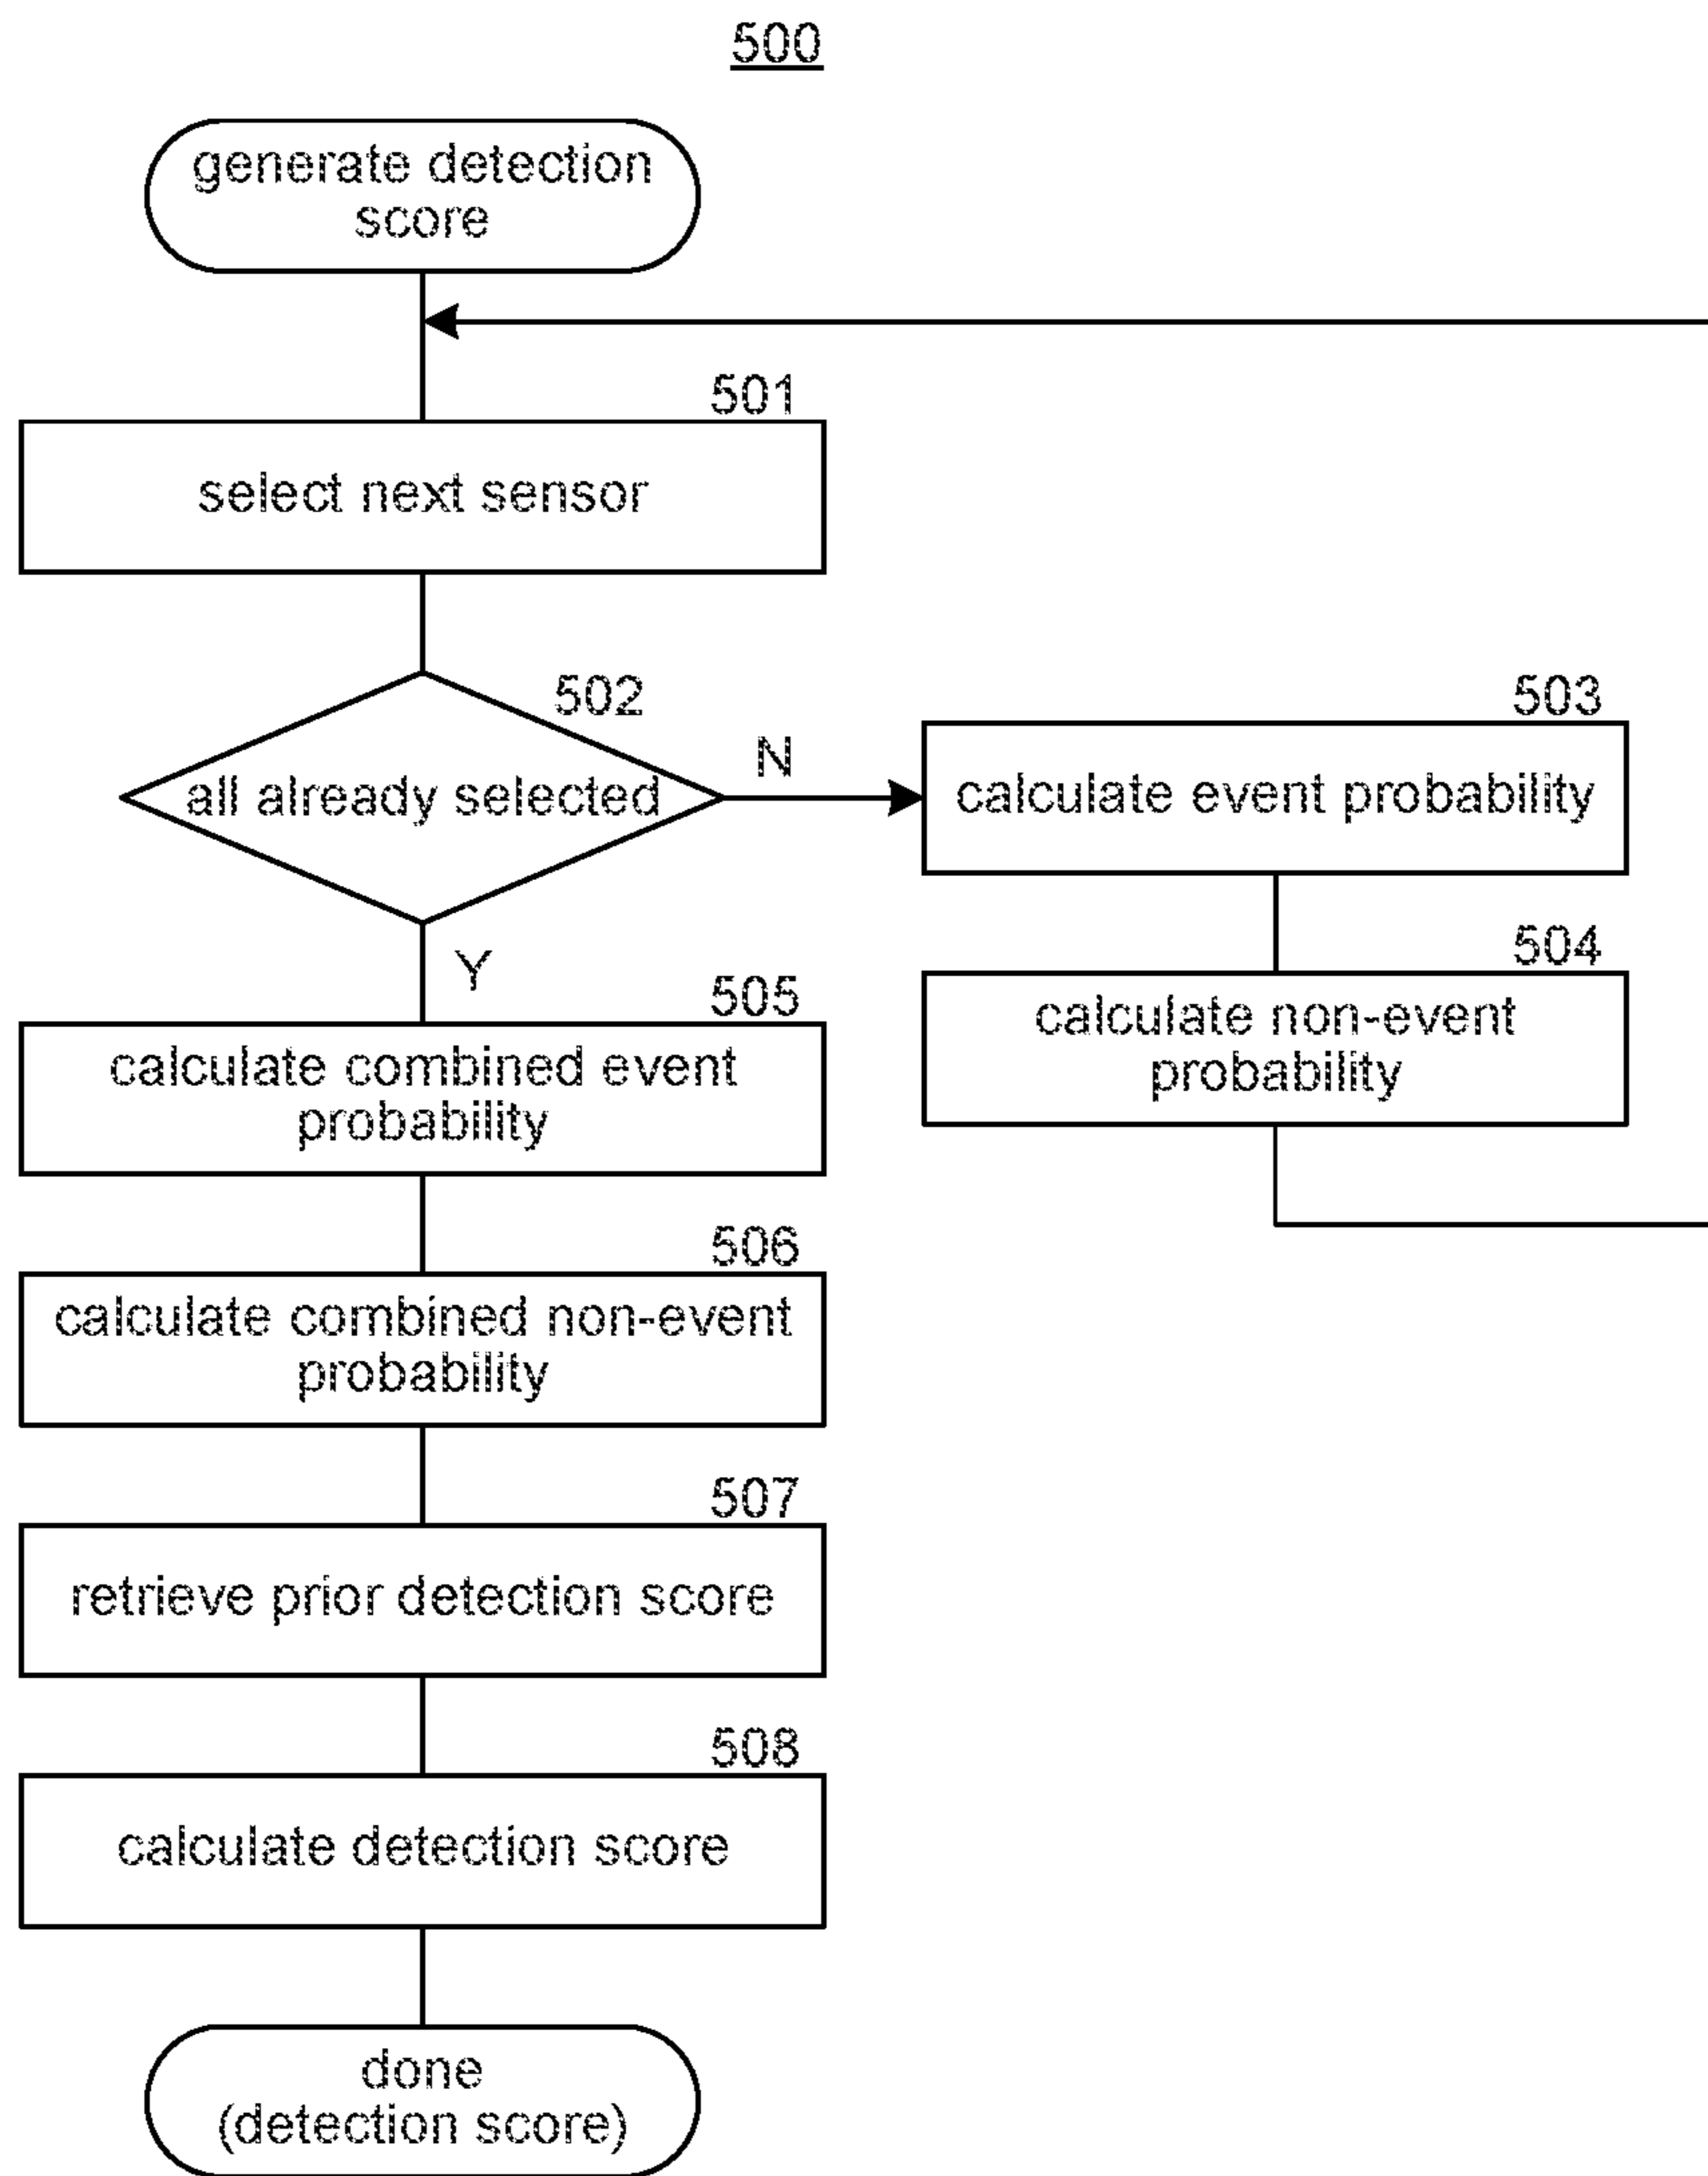 500
generate detection
score
501
select next sensor
502
all already selected
N
Y
503
calculate event probability
504
calculate non-event
probability
505
calculate combined event
probability
506
calculate combined non-event
probability
507
retrieve prior detection score
508
calculate detection score
done
(detection score)